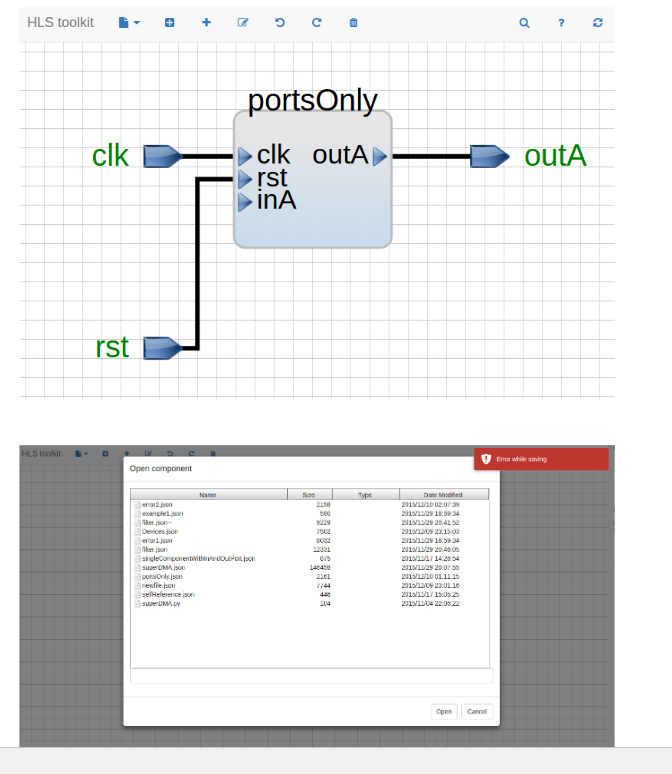 HLS toolkit
?
portsOnly
clk
clk outA
outA
rst
inA
rst
HLS toolkit
Error while saving
Open component
Name Size Type Date Modified
error2.json 2158 2015/12/10 02:07:39
example1.json 590 2015/11/29 18:59:34
filter.json~ 9229 2015/11/29 20:41:52
Devices.json 7502 2015/12/09 23:15:03
error1.json 8032 2015/11/29 18:59:34
filter.json 12331 2015/11/29 20:46:05
singleComponentWithInAndOutPort.json 875 2015/11/17 14:26:54
superDMA.json 146458 2015/11/29 20:07:55
portsOnly.json 2161 2015/12/10 01:11:15
newfile.json 7744 2015/12/09 23:01:16
selfReference.json 446 2015/11/17 15:05:25
superDMA.py 104 2015/11/04 22:06:22
Open Cancel